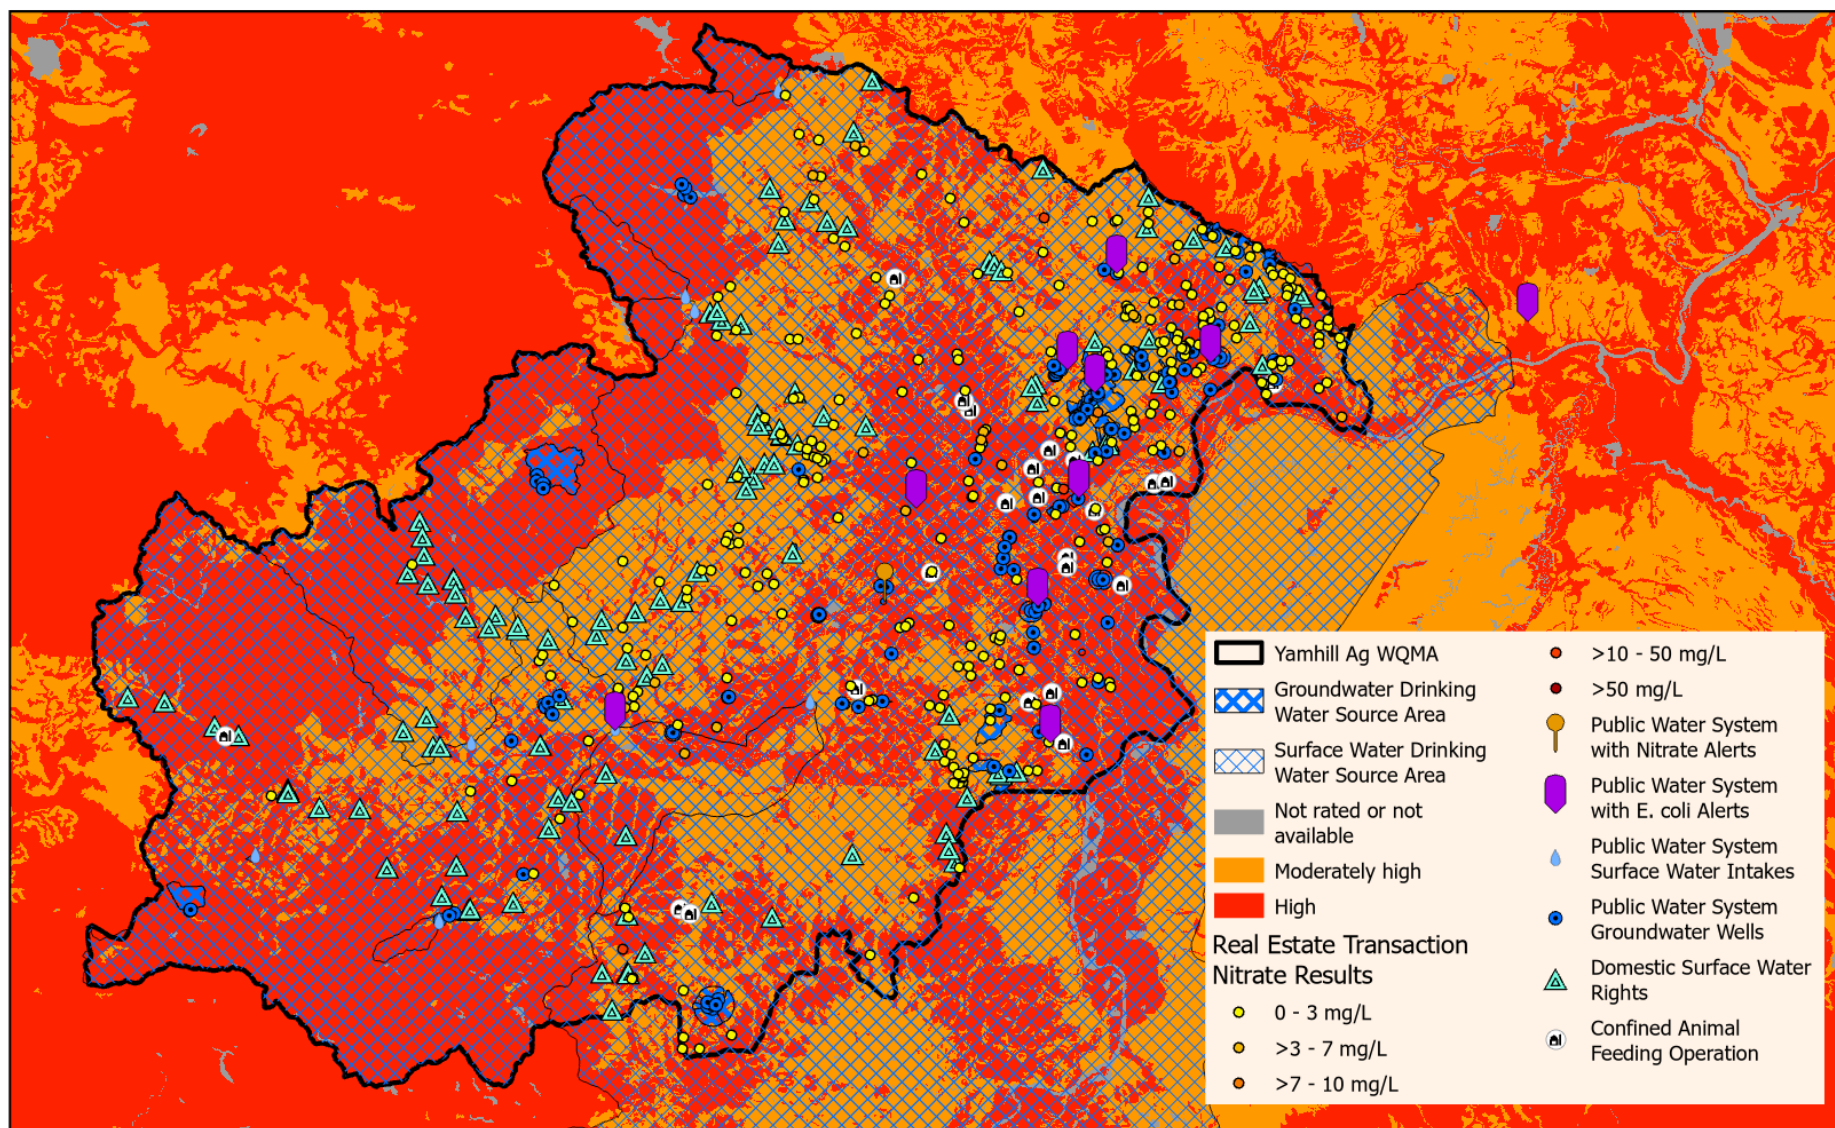 Yamhill Ag WQMA
Groundwater Drinking
Water Source Area
Surface Water Drinking
Water Source Area
Not rated or not
available
Moderately high
High
Real Estate Transaction
Nitrate Results
0 - 3 mg/L
>3 - 7 mg/L
>7 - 10 mg/L
>10 - 50 mg/L
>50 mg/L
Public Water System
with Nitrate Alerts
Public Water System
with E. coli Alerts
Public Water System
Surface Water Intakes
Public Water System
Groundwater Wells
Domestic Surface Water
Rights
Confined Animal
Feeding Operation